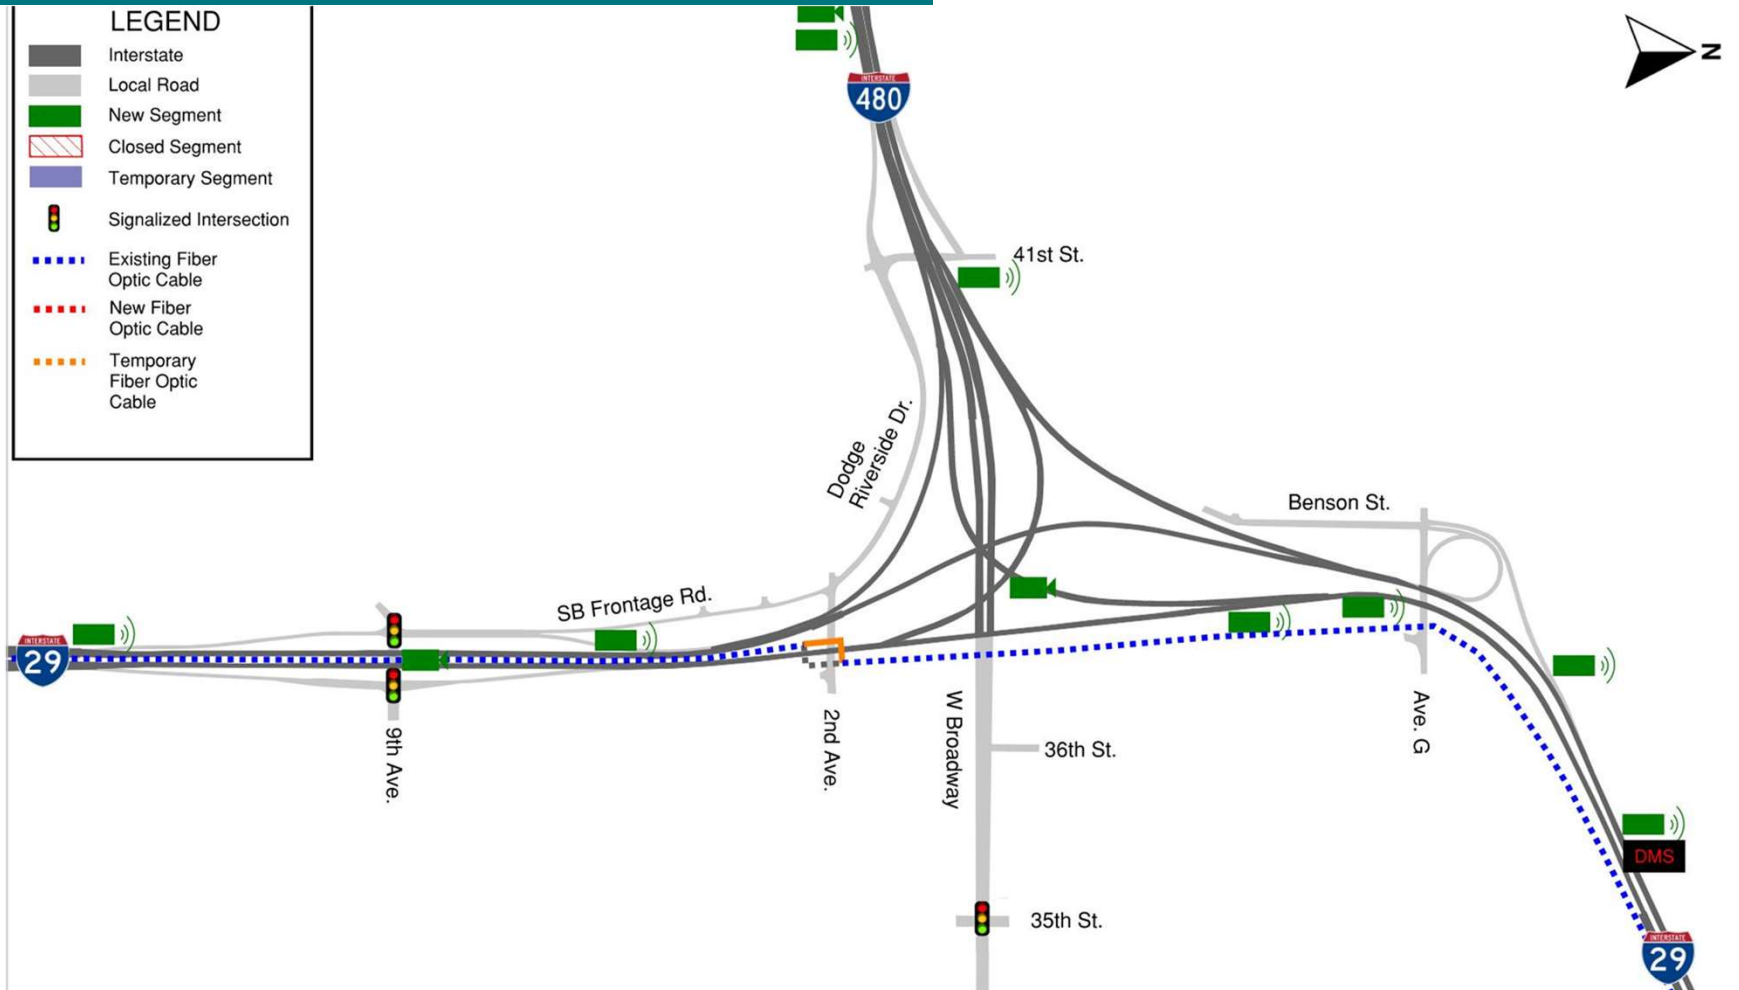 LEGEND
Interstate
Local Road
New Segment
Closed Segment
Temporary Segment
Signalized Intersection
Existing Fiber
Optic Cable
New Fiber
Optic Cable
Temporary
Fiber Optic
Cable
N
INTERSTATE
480
41st St.
Dodge
Riverside Dr.
Benson St.
SB Frontage Rd.
INTERSTATE
29
9th Ave.
2nd Ave.
W Broadway
36th St.
Ave. G
35th St.
DMS
INTERSTATE
29